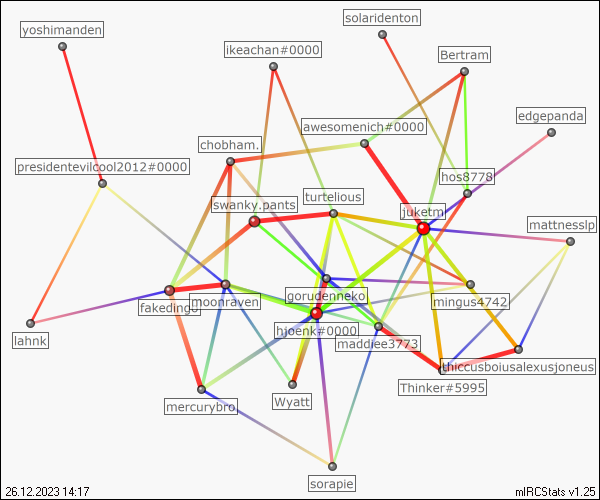 solaridenton
yoshimanden
ikeachan#0000
Bertram
edgepanda
awesomenich#0000
chobham.
presidentevilcool2012#0000
hos8778
turtelious
swanky.pants
juketm
mattnesslp
gorudenneko
mingus4742
fakedingo
moonraven
hjoenk#0000
lahnk
maddiee3773
thiccusboiusalexusjoneus
Thinker#5995
Wyatt
mercurybro
sorapie
26.12.2023 14:17
mIRCStats v1.25